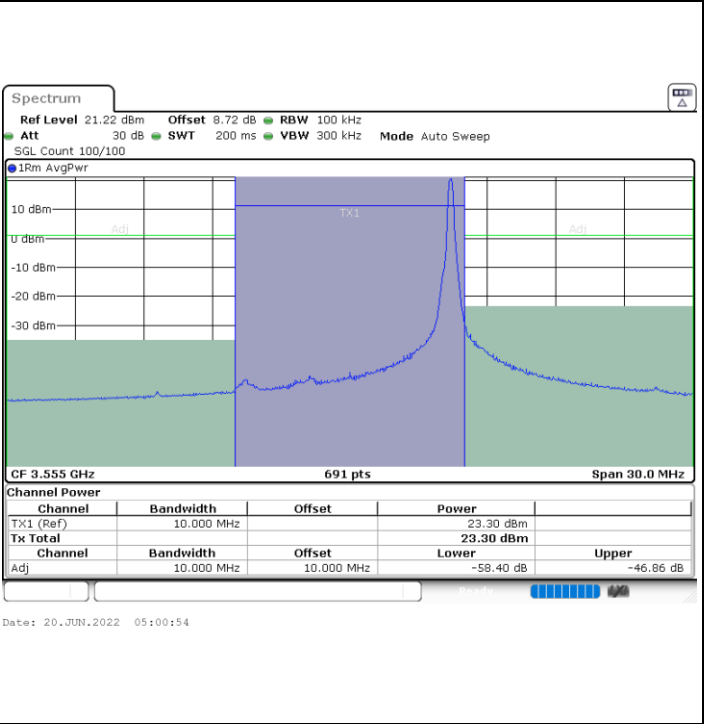 Spectrum
Ref Level 21.22 dBm Offset 8.72 dB RBW 100 kHz
Att 30 dB SWT 200 ms VBW 300 kHz Mode Auto Sweep
SGL Count 100/100
1Rm AvgPwr
10 dBm
TX1
Adj Adj
0 dBm
-10 dBm
-20 dBm
-30 dBm
CF 3.555 GHz 691 pts Span 30.0 MHz
Channel Power
Channel Bandwidth Offset Power
TX1 (Ref) 10.000 MHz 23.30 dBm
Tx Total 23.30 dBm
Channel Bandwidth Offset Lower Upper
Adj 10.000 MHz 10.000 MHz -58.40 dB -46.86 dB
Ready
Date: 20.JUN.2022 05:00:54